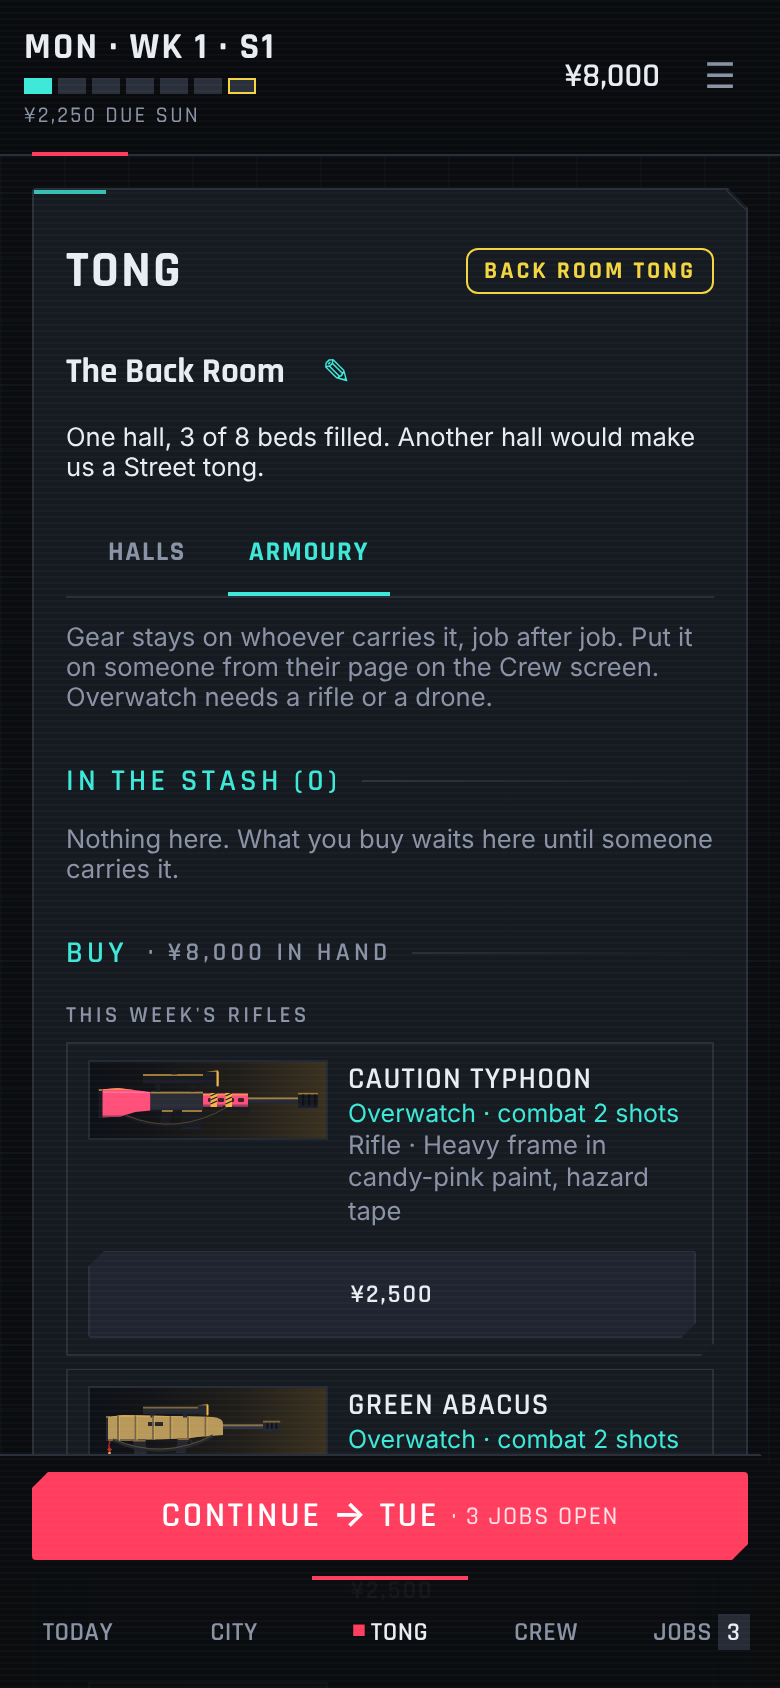 MON · WK 1 · S1
¥2,250 DUE SUN
¥8,000
☰
TONG
BACK ROOM TONG
The Back Room ✎
One hall, 3 of 8 beds filled. Another hall would make
us a Street tong.
HALLS
ARMOURY
Gear stays on whoever carries it, job after job. Put it
on someone from their page on the Crew screen.
Overwatch needs a rifle or a drone.
IN THE STASH (0)
Nothing here. What you buy waits here until someone
carries it.
BUY · ¥8,000 IN HAND
THIS WEEK'S RIFLES
CAUTION TYPHOON
Overwatch · combat 2 shots
Rifle · Heavy frame in
candy-pink paint, hazard
tape
¥2,500
GREEN ABACUS
Overwatch · combat 2 shots
CONTINUE → TUE · 3 JOBS OPEN
¥2,500
TODAY
CITY
TONG
CREW
JOBS 3